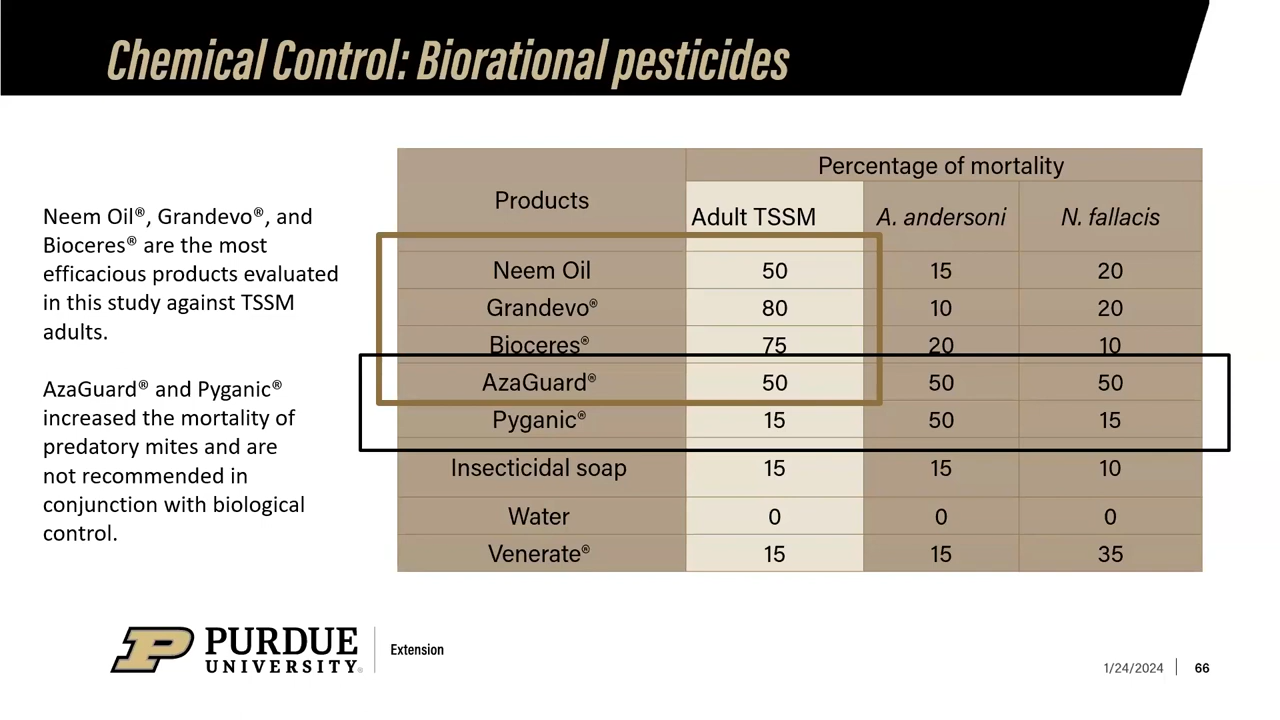 Chemical Control: Biorational pesticides
Neem Oil®, Grandevo®, and
Bioceres® are the most
efficacious products evaluated
in this study against TSSM
adults.
AzaGuard® and Pyganic®
increased the mortality of
predatory mites and are
not recommended in
conjunction with biological
control.
Products Percentage of mortality
Adult TSSM A. andersoni N. fallacis
Neem Oil 50 15 20
Grandevo® 80 10 20
Bioceres® 75 20 10
AzaGuard® 50 50 50
Pyganic® 15 50 15
Insecticidal soap 15 15 10
Water 0 0 0
Venerate® 15 15 35
PURDUE
UNIVERSITY®
Extension
1/24/2024 66